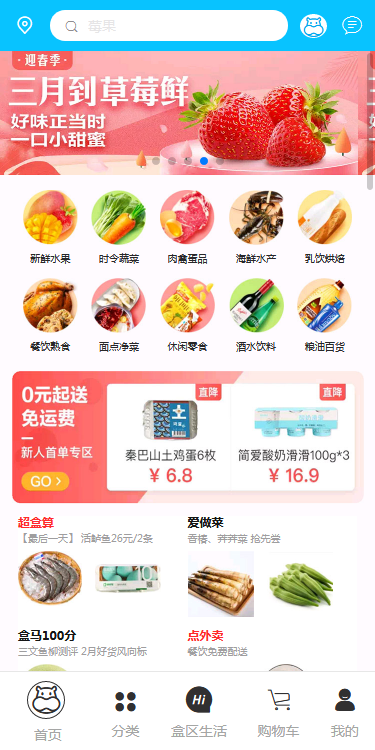 莓果
·迎春季·
三月到草莓鲜
好味正当时
一口小甜蜜
新鲜水果
时令蔬菜
肉禽蛋品
海鲜水产
乳饮烘焙
餐饮熟食
面点净菜
休闲零食
酒水饮料
粮油百货
0元起送
免运费
新人首单专区
GO >
直降
秦巴山土鸡蛋6枚
¥ 6.8
直降
简爱酸奶滑滑100g*3
¥ 16.9
超盒算
【最后一天】 活鲈鱼26元/2条
爱做菜
香椿、荠荠菜 抢先尝
盒马100分
三文鱼柳测评 2月好货风向标
点外卖
餐饮免费配送
首页
分类
Hi
盒区生活
购物车
我的